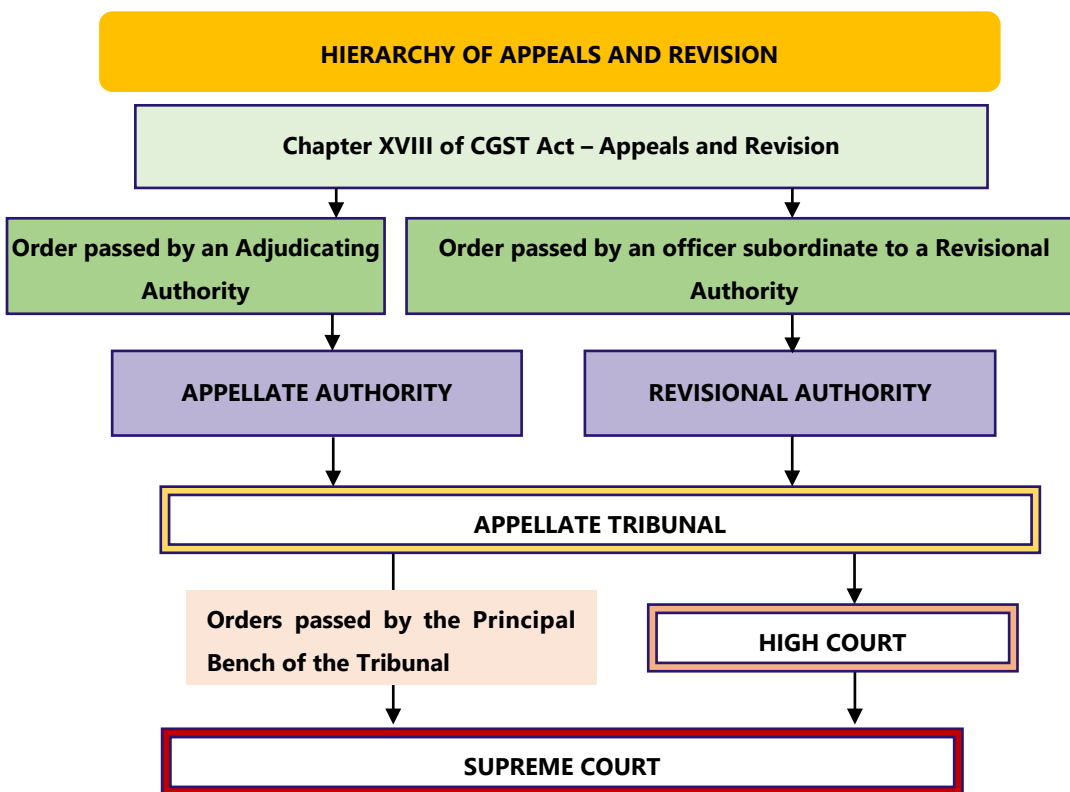 HIERARCHY OF APPEALS AND REVISION
Chapter XVIII of CGST Act – Appeals and Revision
Order passed by an Adjudicating
Authority
Order passed by an officer subordinate to a Revisional
Authority
APPELLATE AUTHORITY
REVISIONAL AUTHORITY
APPELLATE TRIBUNAL
Orders passed by the Principal
Bench of the Tribunal
HIGH COURT
SUPREME COURT